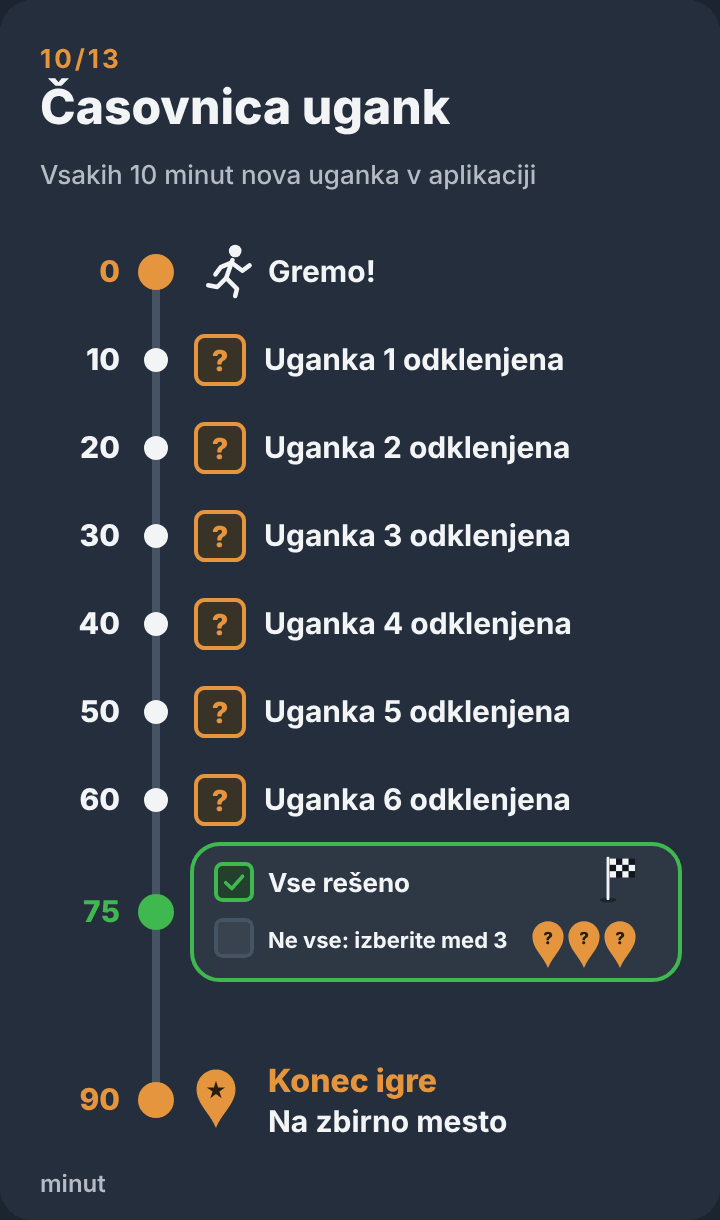 10/13
Časovnica ugank
Vsakih 10 minut nova uganka v aplikaciji
0 Gremo!
10 ? Uganka 1 odklenjena
20 ? Uganka 2 odklenjena
30 ? Uganka 3 odklenjena
40 ? Uganka 4 odklenjena
50 ? Uganka 5 odklenjena
60 ? Uganka 6 odklenjena
Vse rešeno
75
Ne vse: izberite med 3 ? ? ?
Konec igre
90
Na zbirno mesto
minut